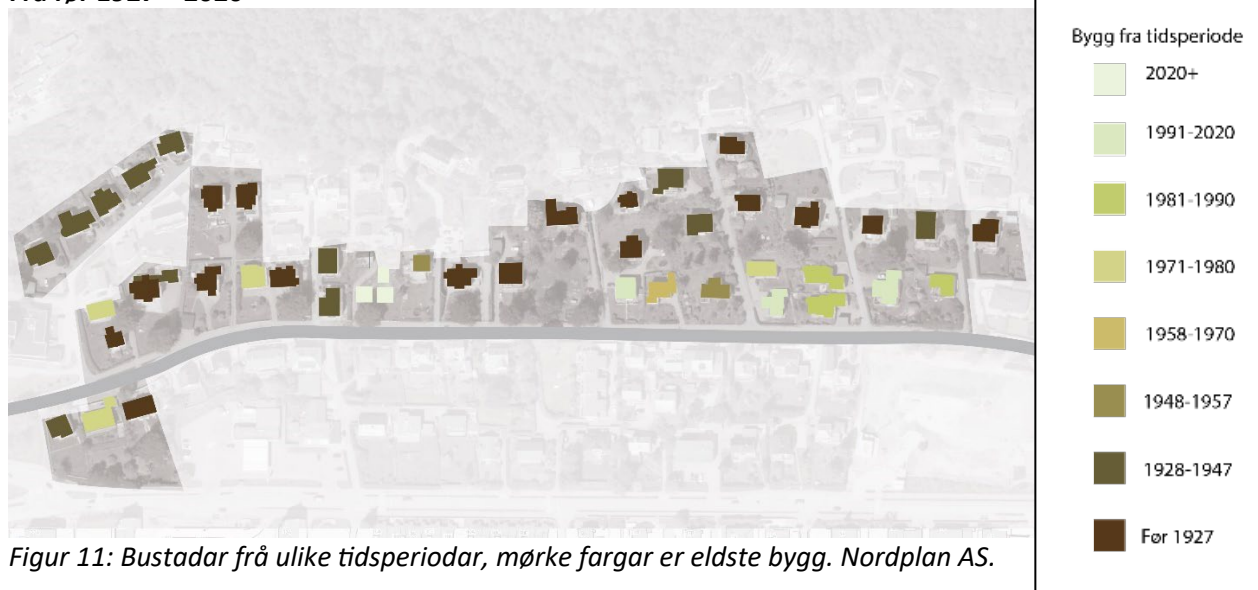 Bygg fra tidsperiode
2020+
1991-2020
1981-1990
1971-1980
1958-1970
1948-1957
1928-1947
Før 1927
Figur 11: Bustadar frå ulike tidsperiodar, mørke fargar er eldste bygg. Nordplan AS.